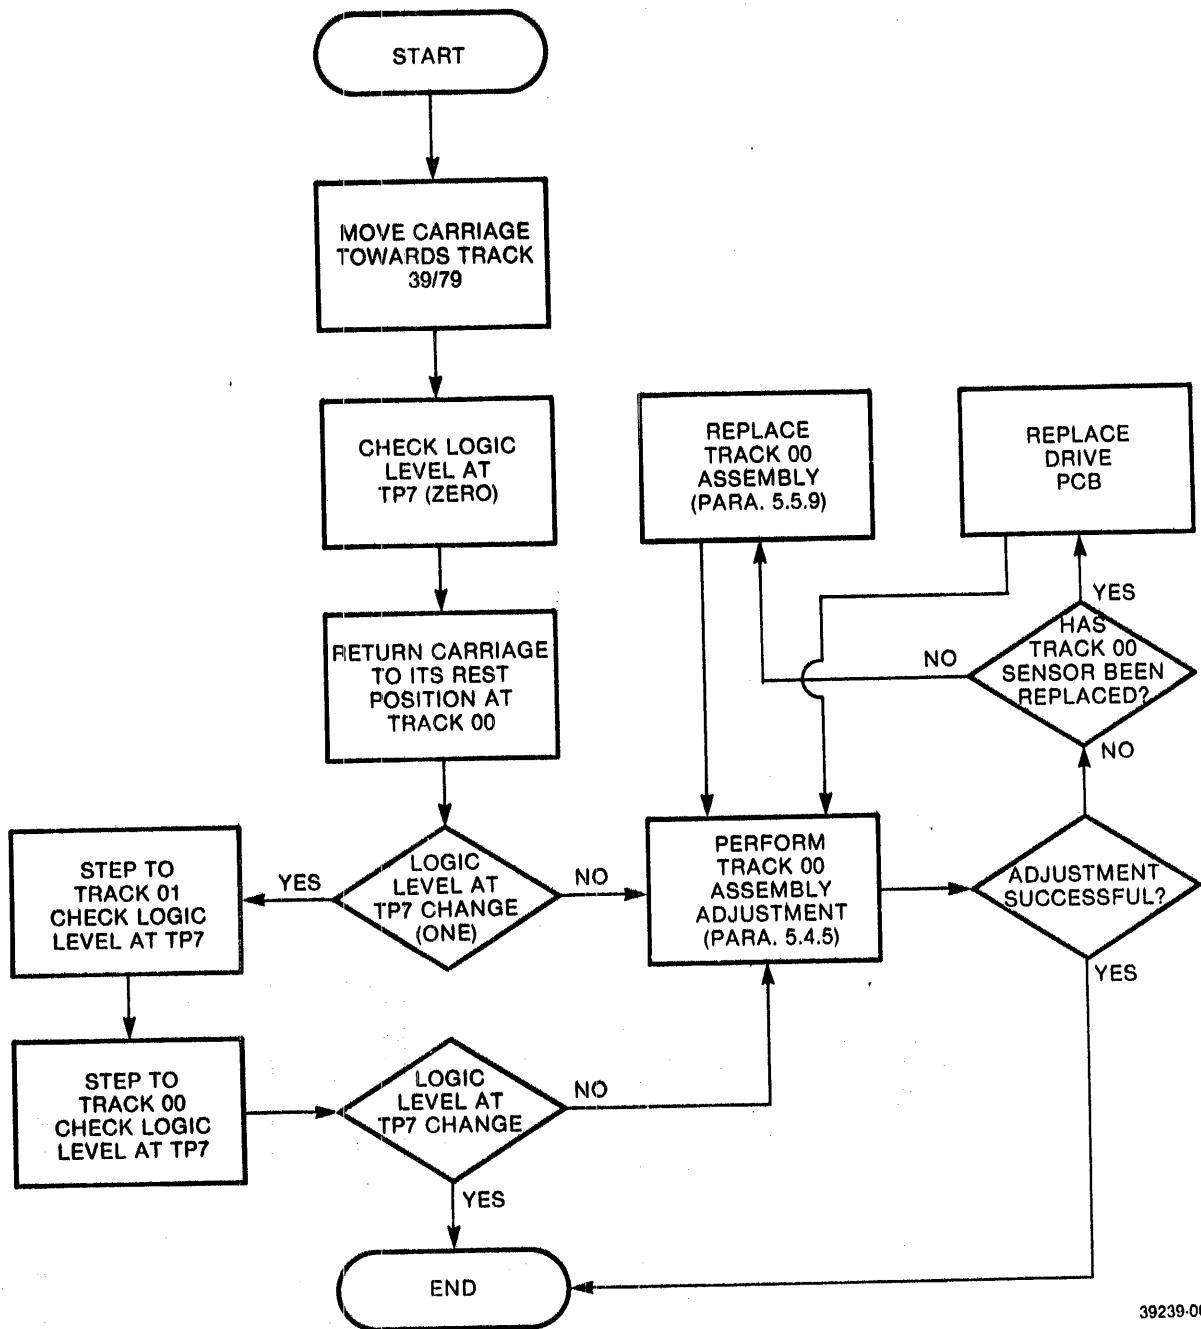 START
MOVE CARRIAGE
TOWARDS TRACK
39/79
CHECK LOGIC
LEVEL AT
TP7 (ZERO)
REPLACE
TRACK 00
ASSEMBLY
(PARA. 5.5.9)
REPLACE
DRIVE
PCB
RETURN CARRIAGE
TO ITS REST
POSITION AT
TRACK 00
YES
HAS
TRACK 00
SENSOR BEEN
REPLACED?
NO
NO
STEP TO
TRACK 01
CHECK LOGIC
LEVEL AT TP7
YES
LOGIC
LEVEL AT
TP7 CHANGE
(ONE)
NO
PERFORM
TRACK 00
ASSEMBLY
ADJUSTMENT
(PARA. 5.4.5)
ADJUSTMENT
SUCCESSFUL?
YES
STEP TO
TRACK 00
CHECK LOGIC
LEVEL AT TP7
LOGIC
LEVEL AT
TP7 CHANGE
NO
YES
END